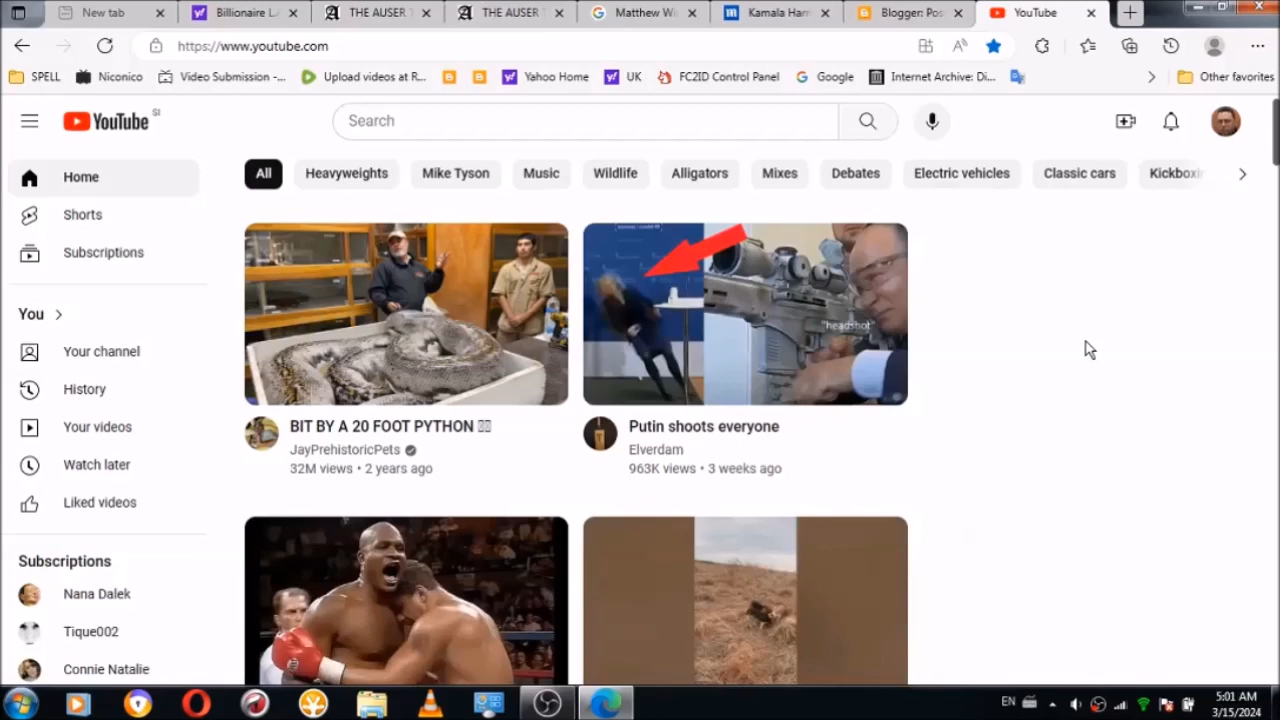 New tab
Billionaire L
THE AUSER
THE AUSER
Matthew Wi
Kamala Har
Blogger: Pos
YouTube
https://www.youtube.com
SPELL
Niconico
Video Submission -...
Upload videos at R...
Yahoo Home
UK
FC2ID Control Panel
Google
Internet Archive: Di...
Other favorites
YouTube SI
Search
Home
Shorts
Subscriptions
You
Your channel
History
Your videos
Watch later
Liked videos
Subscriptions
Nana Dalek
Tique002
Connie Natalie
All
Heavyweights
Mike Tyson
Music
Wildlife
Alligators
Mixes
Debates
Electric vehicles
Classic cars
Kickboxi
"headshot"
BIT BY A 20 FOOT PYTHON
JayPrehistoricPets
32M views • 2 years ago
Putin shoots everyone
Elverdam
963K views • 3 weeks ago
EN
5:01 AM
3/15/2024